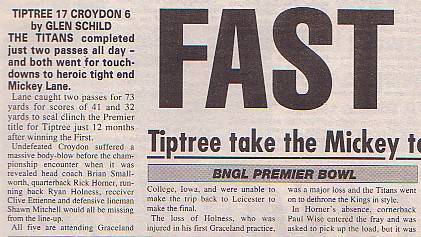 TIPTREE 17 CROYDON 6
by GLEN SCHILD
THE TITANS completed
just two passes all day –
and both went for touch-
downs to heroic tight end
Mickey Lane.
Lane caught two passes for 73
yards for scores of 41 and 32
yards to seal clinch the Premier
title for Tiptree just 12 months
after winning the First.
Undefeated Croydon suffered a
massive body-blow before the cham-
pionship encounter when it was
revealed head coach Brian Small-
worth, quarterback Rick Horner, run-
ning back Ryan Holness, receiver
Clive Ettienne and defensive lineman
Shawn Mitchell would all be missing
from the line-up.
All five are attending Graceland
FAST
Tiptree take the Mickey to
BNGL PREMIER BOWL
College, Iowa, and were unable to
make the trip back to Leicester to
make the final.
The loss of Holness, who was
injured in his first Graceland practice,
was a major loss and the Titans went
on to dethrone the Kings in style.
In Horner's absence, cornerback
Paul Wise entered the fray and was
asked to pick up the load, but it was